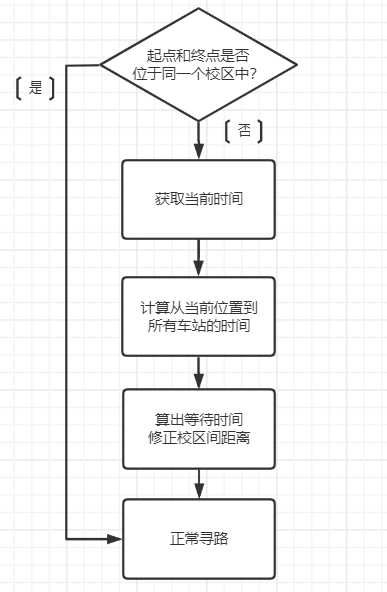 起点和终点是否
位于同一个校区中?
是
否
获取当前时间
计算从当前位置到
所有车站的时间
算出等待时间
修正校区间距离
正常寻路